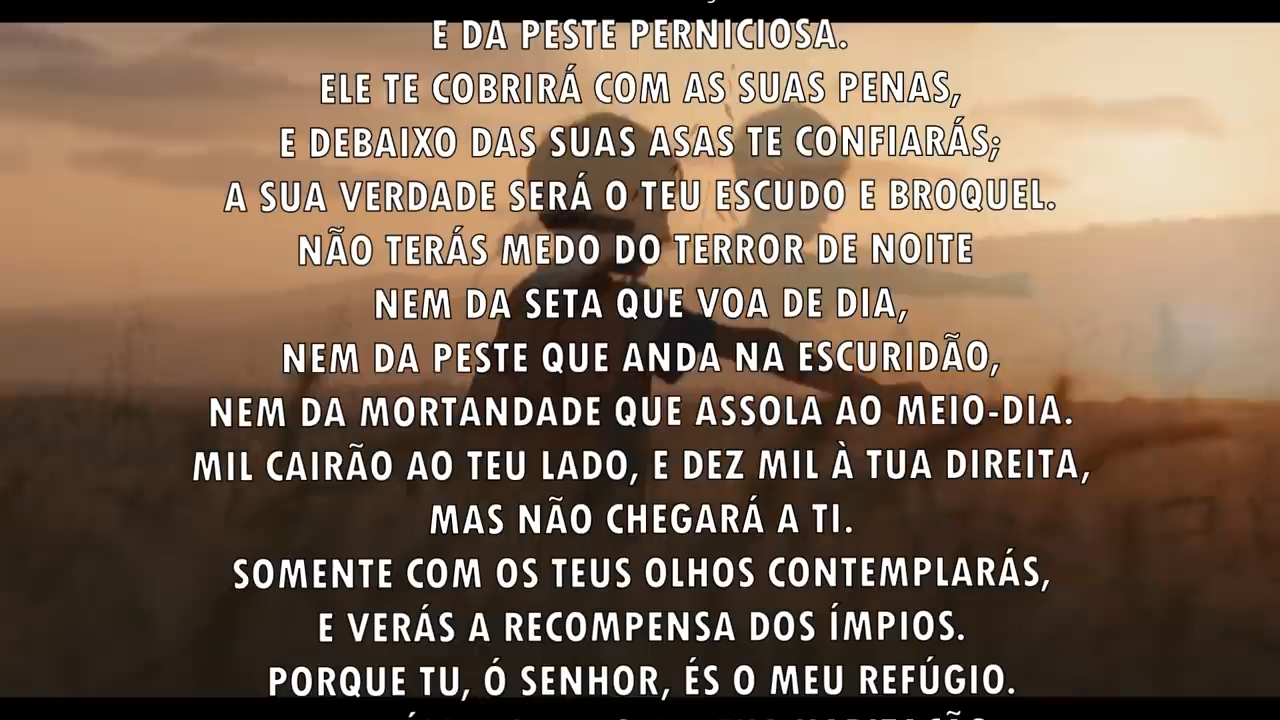 E DA PESTE PERNICIOSA.
ELE TE COBRIRÁ COM AS SUAS PENAS,
E DEBAIXO DAS SUAS ASAS TE CONFIARÁS;
A SUA VERDADE SERÁ O TEU ESCUDO E BROQUEL.
NÃO TERÁS MEDO DO TERROR DE NOITE
NEM DA SETA QUE VOA DE DIA,
NEM DA PESTE QUE ANDA NA ESCURIDÃO,
NEM DA MORTANDADE QUE ASSOLA AO MEIO-DIA.
MIL CAIRÃO AO TEU LADO, E DEZ MIL À TUA DIREITA,
MAS NÃO CHEGARÁ A TI.
SOMENTE COM OS TEUS OLHOS CONTEMPLARÁS,
E VERÁS A RECOMPENSA DOS ÍMPIOS.
PORQUE TU, Ó SENHOR, ÉS O MEU REFÚGIO.